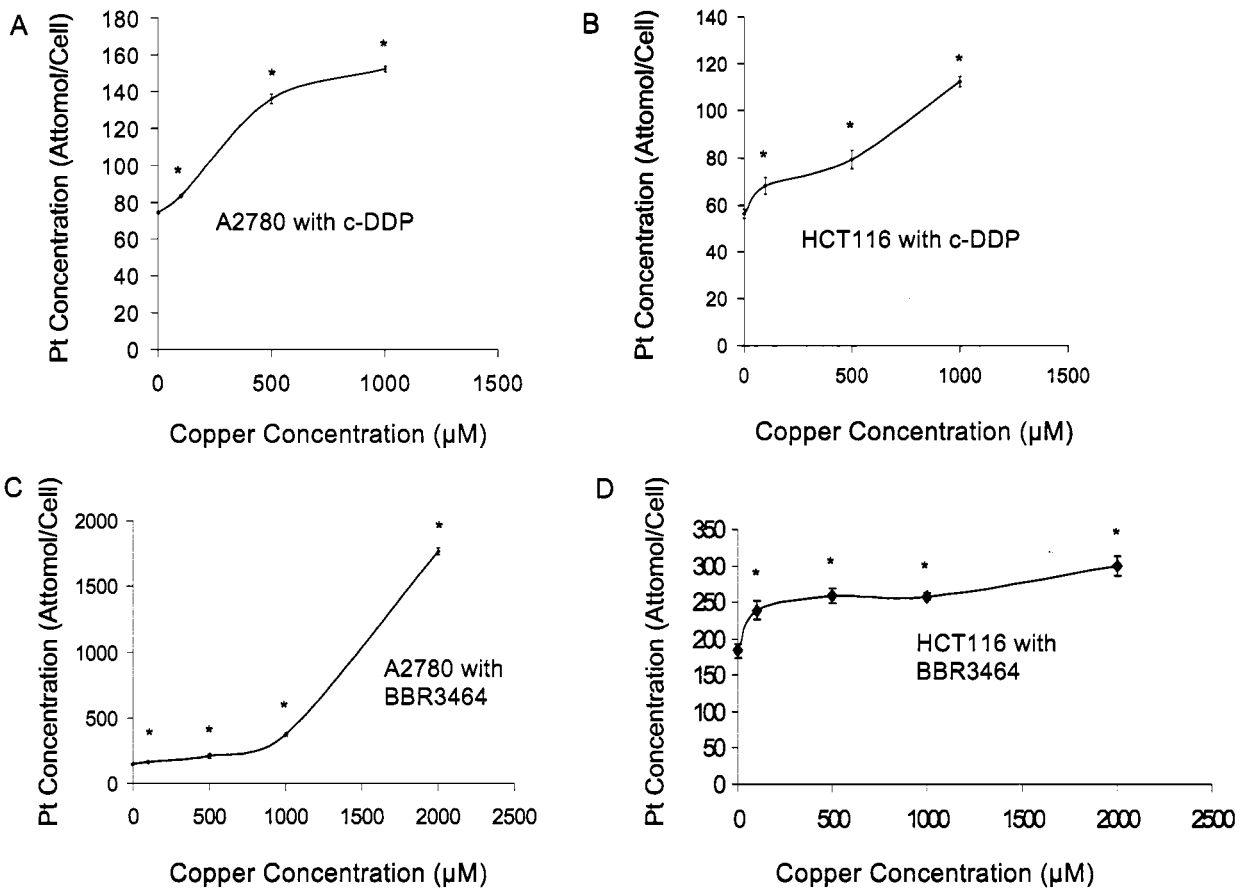 A
Pt Concentration (Attomol/Cell)
180
160
140
120
100
80
60
40
20
0
*
*
*
A2780 with c-DDP
0 500 1000 1500
Copper Concentration (µM)
B
Pt Concentration (Attomol/Cell)
140
120
100
80
60
40
20
0
*
*
*
HCT116 with c-DDP
0 500 1000 1500
Copper Concentration (µM)
C
Pt Concentration (Attomol/Cell)
2000
1500
1000
500
0
*
*
*
*
A2780 with
BBR3464
0 500 1000 1500 2000 2500
Copper Concentration (µM)
D
Pt Concentration (Attomol/Cell)
350
300
250
200
150
100
50
0
*
*
*
*
HCT116 with
BBR3464
0 500 1000 1500 2000 2500
Copper Concentration (µM)